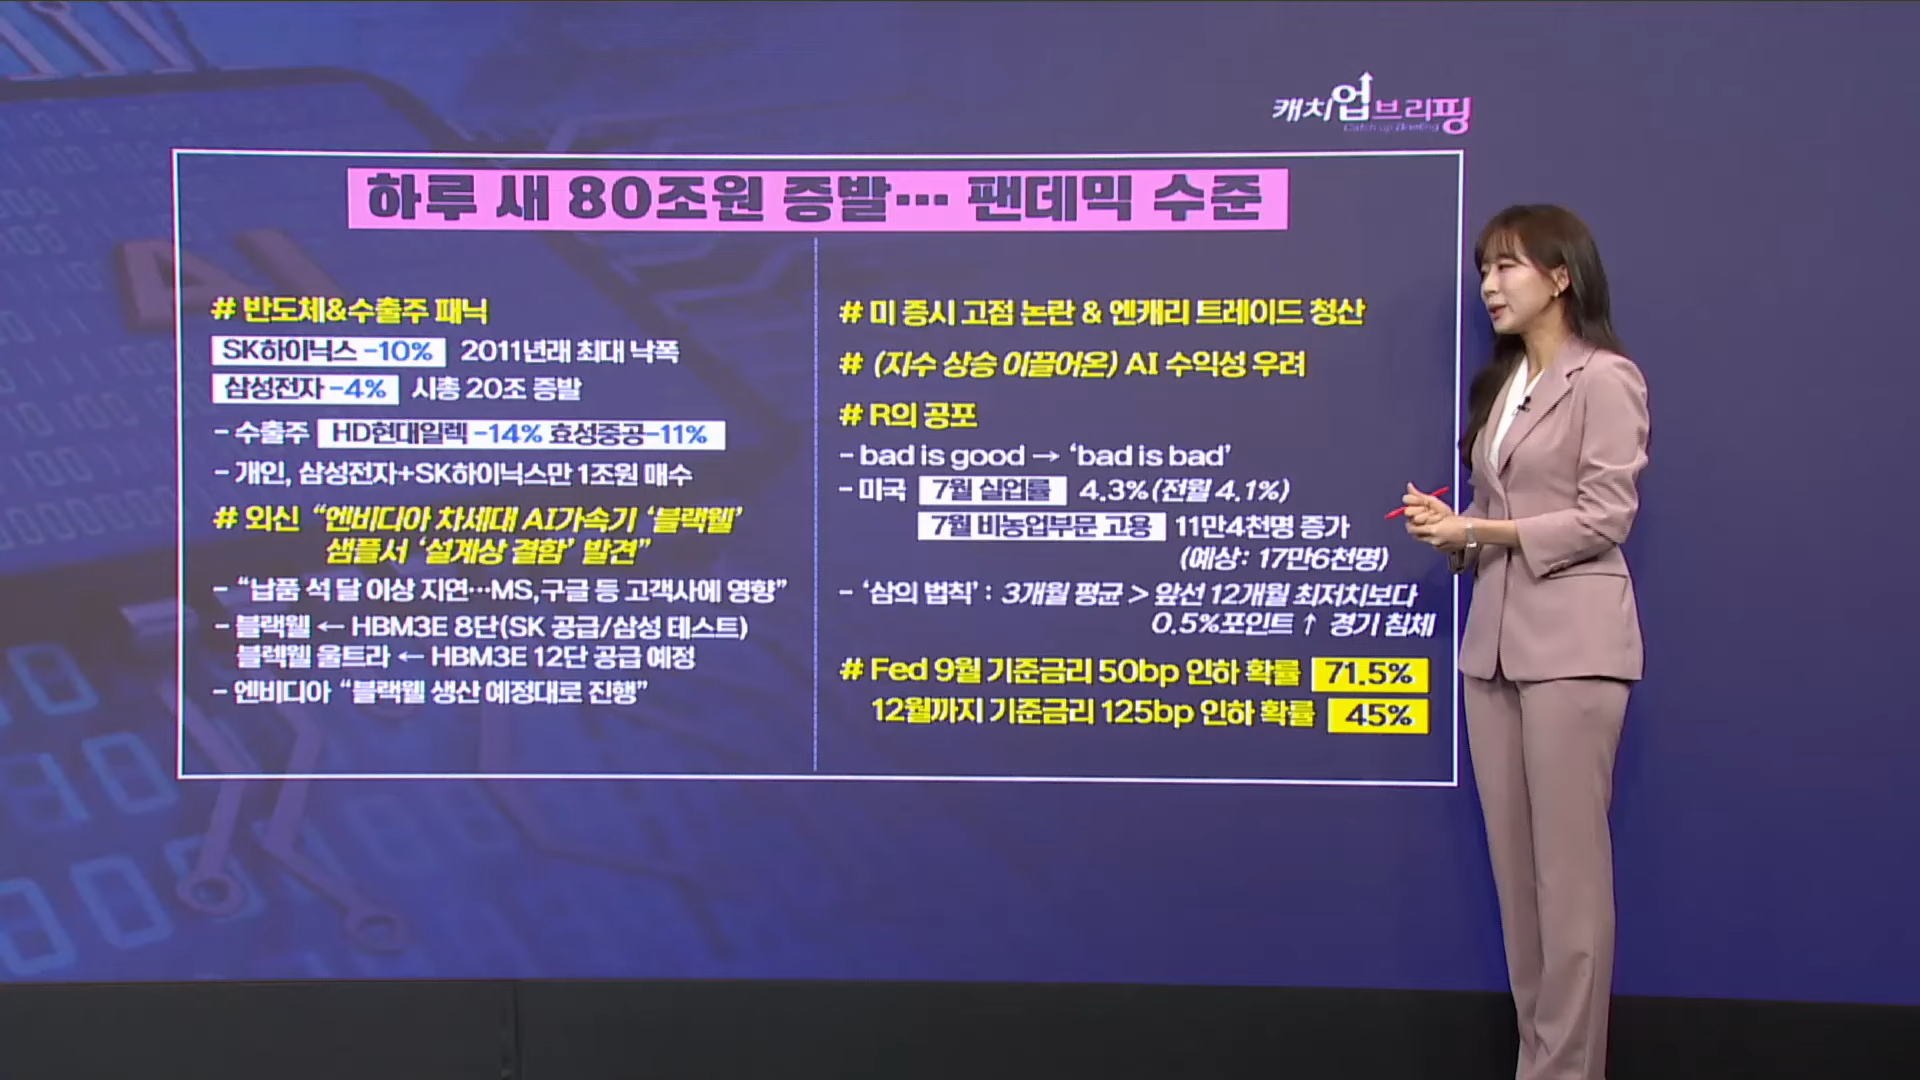 캐치업브리핑
Catch up Briefing
하루 새 80조원 증발… 팬데믹 수준
# 반도체&수출주 패닉
SK하이닉스 -10% 2011년래 최대 낙폭
삼성전자 -4% 시총 20조 증발
- 수출주 HD현대일렉 -14% 효성중공-11%
- 개인, 삼성전자+SK하이닉스만 1조원 매수
# 외신 “엔비디아 차세대 AI가속기 ‘블랙웰’
샘플서 ‘설계상 결함’ 발견”
- “납품 석 달 이상 지연…MS,구글 등 고객사에 영향”
- 블랙웰 ← HBM3E 8단(SK 공급/삼성 테스트)
블렉웰 울트라 ← HBM3E 12단 공급 예정
- 엔비디아 “블랙웰 생산 예정대로 진행”
# 미 증시 고점 논란 & 엔캐리 트레이드 청산
# (지수 상승 이끌어온) AI 수익성 우려
# R의 공포
- bad is good → ‘bad is bad’
- 미국 7월 실업률 4.3%(전월 4.1%)
7월 비농업부문 고용 11만4천명 증가
(예상: 17만6천명)
- ‘삼의 법칙’: 3개월 평균 > 앞선 12개월 최저치보다
0.5%포인트↑ 경기 침체
# Fed 9월 기준금리 50bp 인하 확률 71.5%
12월까지 기준금리 125bp 인하 확률 45%
AI